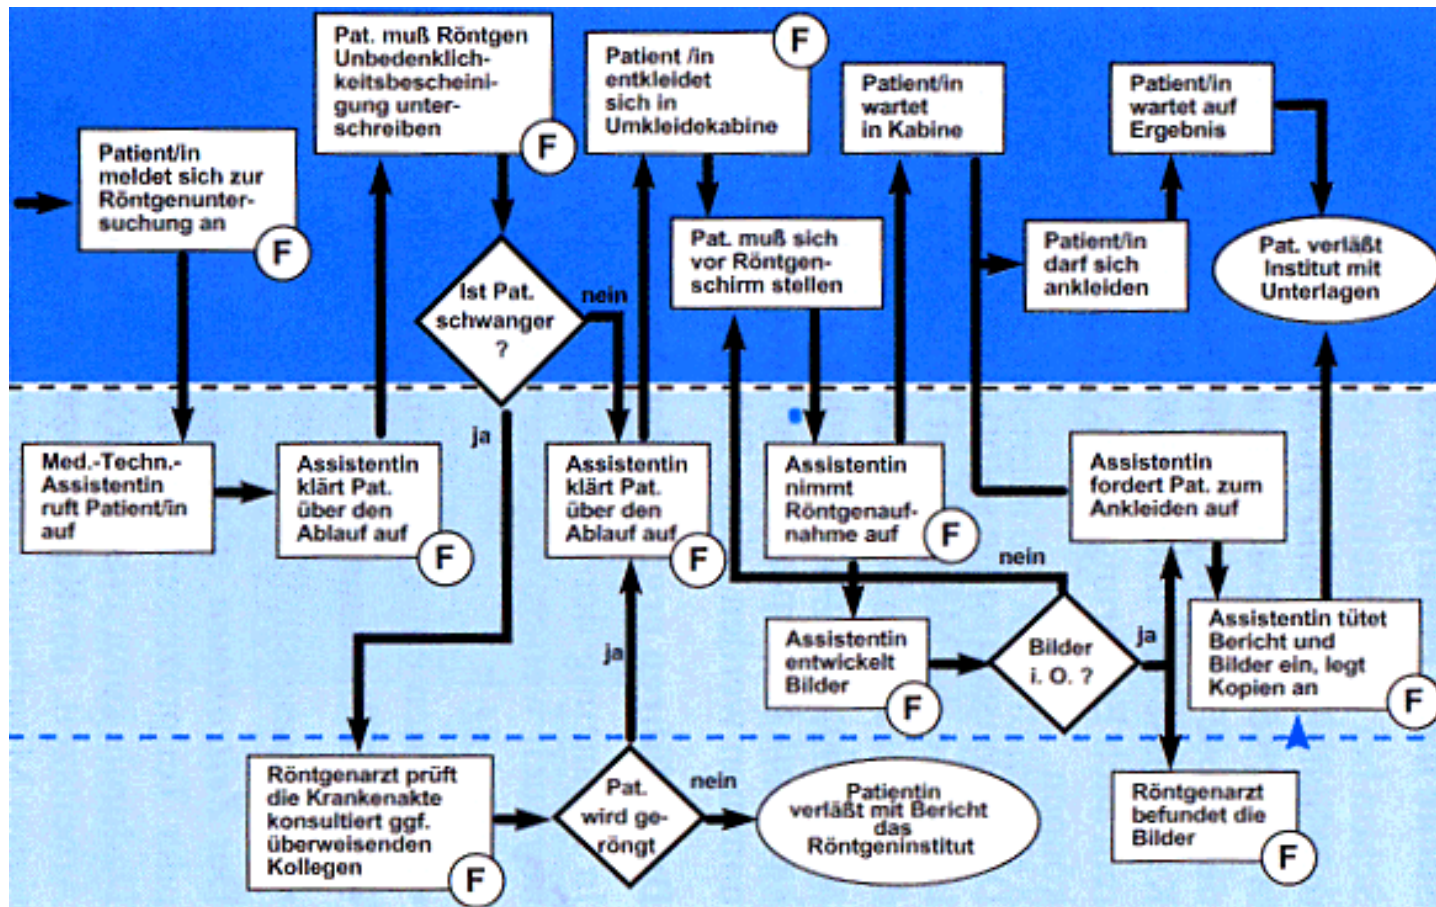 Pat. muß Röntgen
Unbedenklich-
keitsbescheini-
gung unter-
schreiben
F
Patient /in
entkleidet
sich in
Umkleidekabine
F
Patient/in
wartet
in Kabine
Patient/in
wartet auf
Ergebnis
Patient/in
meldet sich zur
Röntgenunter-
suchung an
F
Pat. muß sich
vor Röntgen-
schirm stellen
Patient/in
darf sich
ankleiden
Pat. verläßt
Institut mit
Unterlagen
Ist Pat.
schwanger
?
nein
ja
Med.-Techn.-
Assistentin
ruft Patient/in
auf
Assistentin
klärt Pat.
über den
Ablauf auf
F
Assistentin
klärt Pat.
über den
Ablauf auf
F
Assistentin
nimmt
Röntgenauf-
nahme auf
F
Assistentin
fordert Pat. zum
Ankleiden auf
nein
Assistentin
entwickelt
Bilder
F
Bilder
i. O. ?
ja
Assistentin tütet
Bericht und
Bilder ein, legt
Kopien an
F
ja
Röntgenarzt prüft
die Krankenakte
konsultiert ggf.
überweisenden
Kollegen
F
Pat.
wird ge-
röngt
nein
Patientin
verläßt mit Bericht
das
Röntgeninstitut
Röntgenarzt
befundet die
Bilder
F